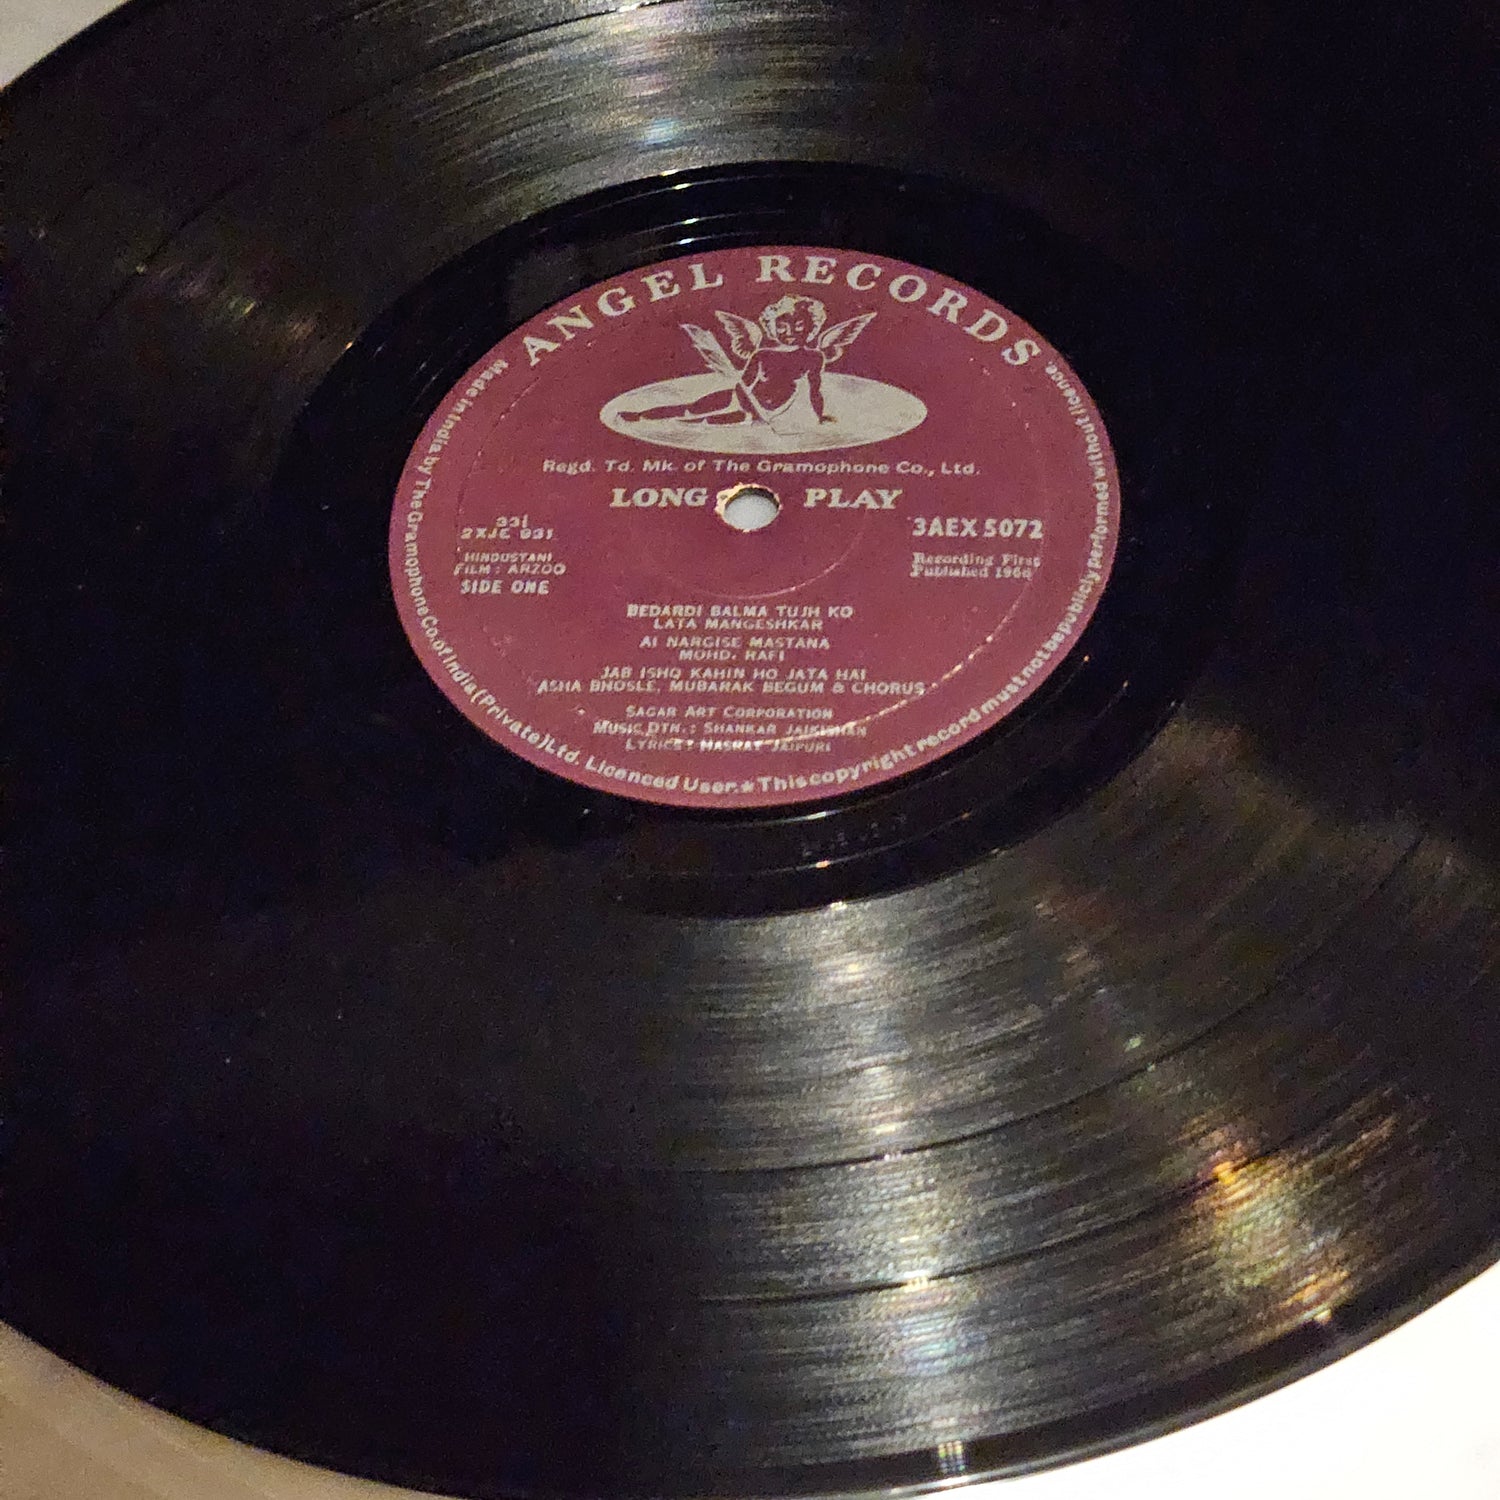 ANGEL RECORDS
Regd. Td. Mk. of The Gramophone Co., Ltd.
LONG PLAY
2XJE 931
3AEX 5072
HINDUSTANI
FILM : ARZOO
SIDE ONE
Recording First
Published
BEDARDI BALMA TUJH KO
LATA MANGESHKAR
AI NARGISE MASTANA
MOHD. RAFI
JAB ISHQ KAHIN HO JATA HAI
ASHA BHOSLE, MUBARAK BEGUM & CHORUS
SAGAR ART CORPORATION
MUSIC DTN.: SHANKAR JAIKISHAN
LYRICS: HASRAT JAIPURI
Made in India by The Gramophone Co. of India (Private) Ltd. Licenced User.★This copyright record must not be publicly performed without licence.